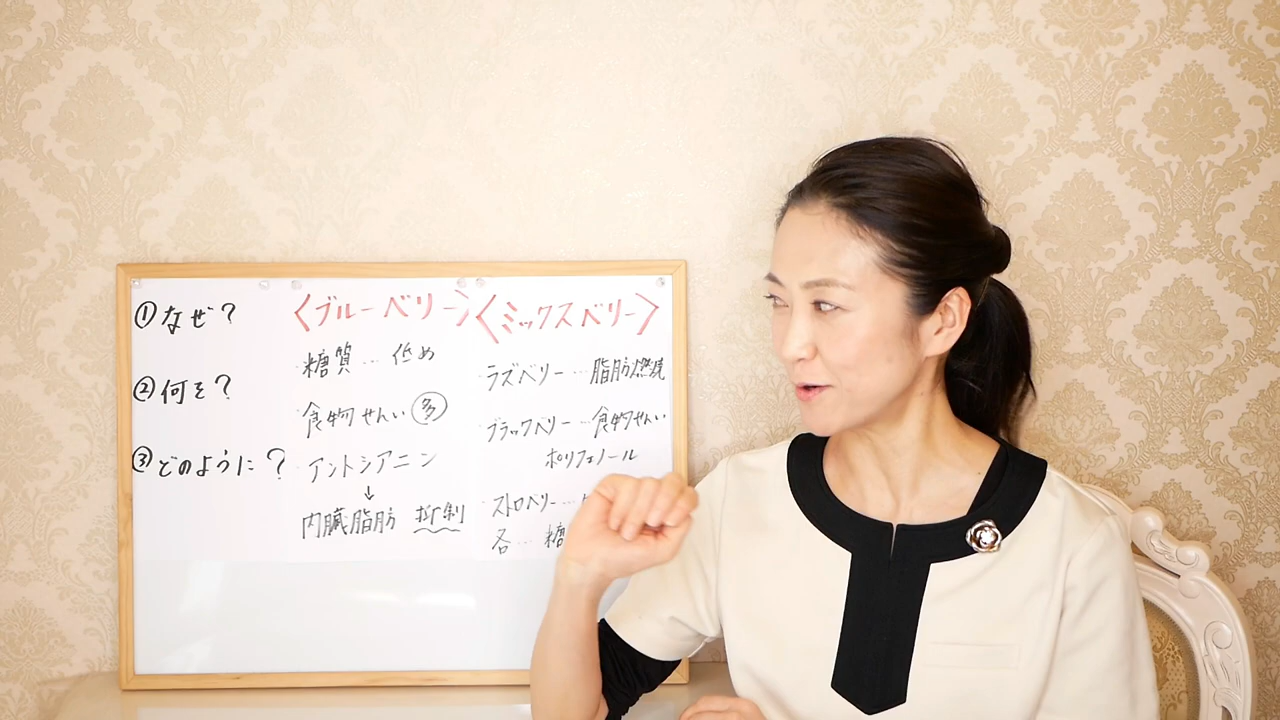 ①なぜ？
②何を？
③どのように？
〈ブルーベリー〉
糖質…低め
食物せんい 多
アントシアニン
↓
内臓脂肪 抑制
〈ミックスベリー〉
ラズベリー…脂肪燃焼
ブラックベリー…食物せんい
ポリフェノール
ストロベリー…
各…糖